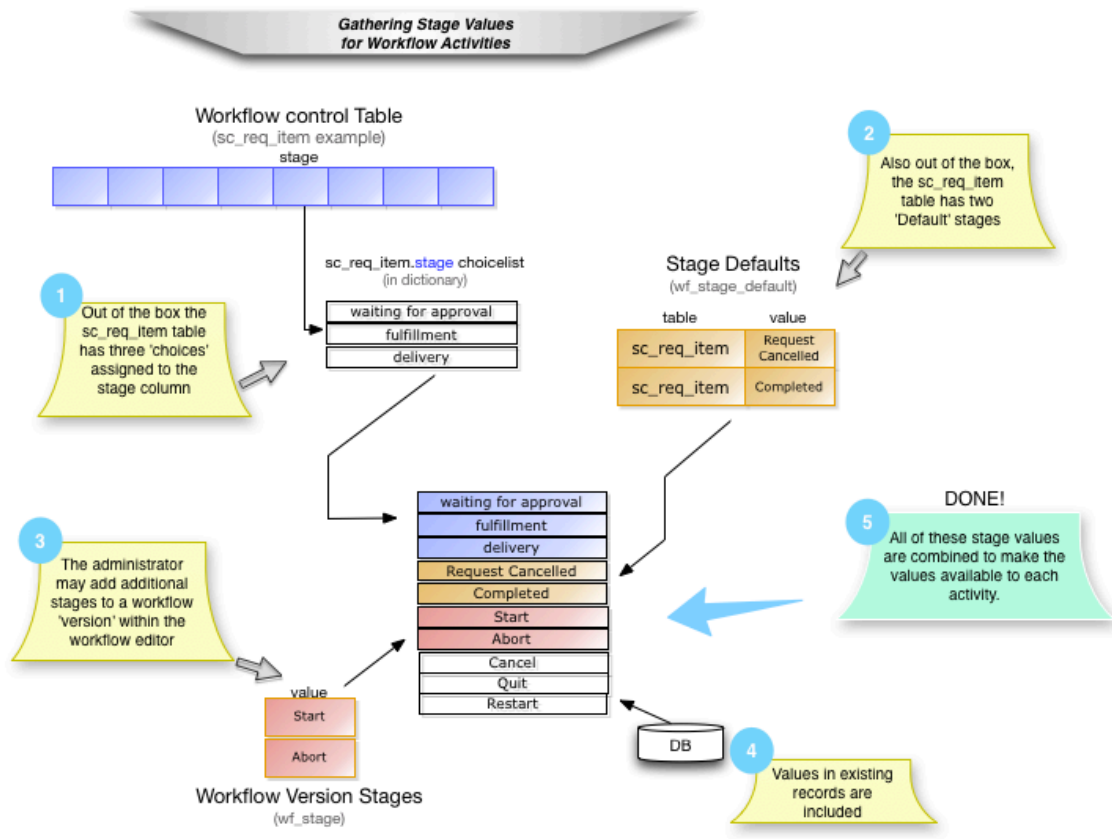 Gathering Stage Values
for Workflow Activities
Workflow control Table
(sc_req_item example)
stage
2
Also out of the box,
the sc_req_item
table has two
'Default' stages
sc_req_item.stage choicelist
(in dictionary)
waiting for approval
fulfillment
delivery
1
Out of the box the
sc_req_item table
has three 'choices'
assigned to the
stage column
Stage Defaults
(wf_stage_default)
table value
sc_req_item Request
Cancelled
sc_req_item Completed
waiting for approval
fulfillment
delivery
Request Cancelled
Completed
Start
Abort
Cancel
Quit
Restart
3
The administrator
may add additional
stages to a workflow
'version' within the
workflow editor
DONE!
5
All of these stage values
are combined to make the
values available to each
activity.
value
Start
Abort
Workflow Version Stages
(wf_stage)
DB
4
Values in existing
records are
included